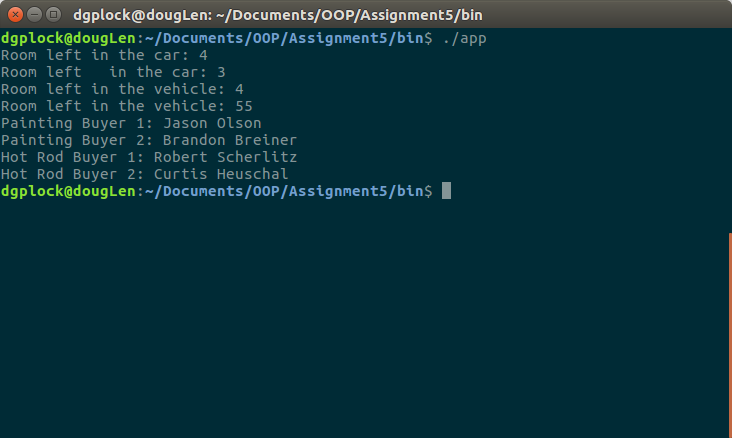 dgplock@dougLen: ~/Documents/OOP/Assignment5/bin
dgplock@dougLen:~/Documents/OOP/Assignment5/bin$ ./app
Room left in the car: 4
Room left   in the car: 3
Room left in the vehicle: 4
Room left in the vehicle: 55
Painting Buyer 1: Jason Olson
Painting Buyer 2: Brandon Breiner
Hot Rod Buyer 1: Robert Scherlitz
Hot Rod Buyer 2: Curtis Heuschal
dgplock@dougLen:~/Documents/OOP/Assignment5/bin$